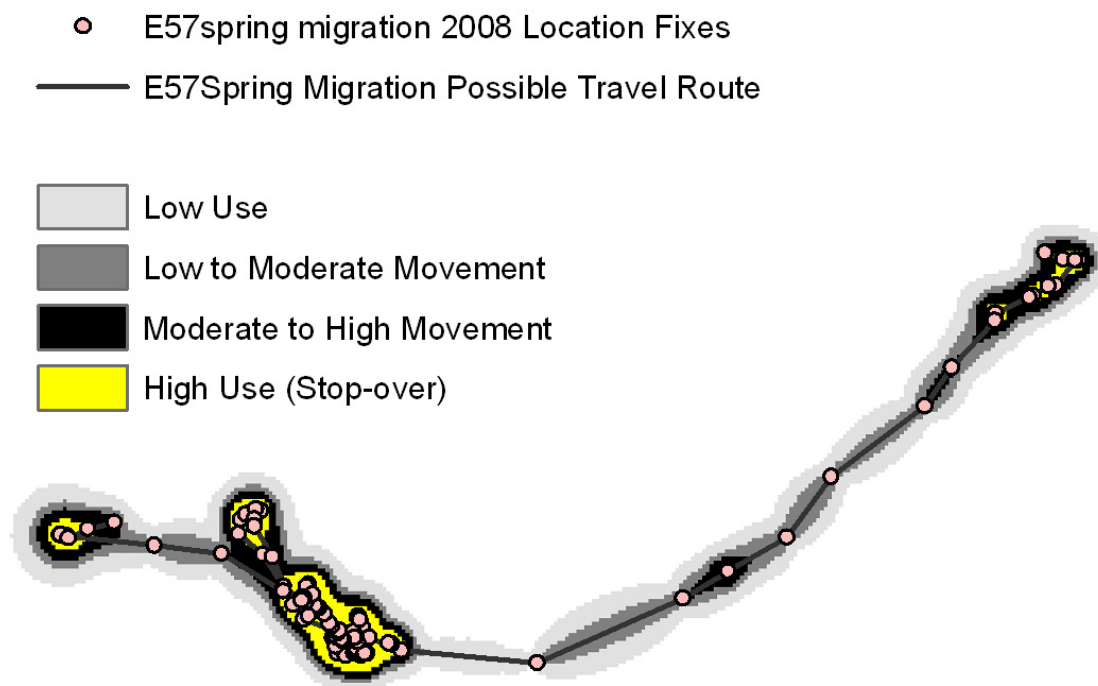 E57spring migration 2008 Location Fixes
E57Spring Migration Possible Travel Route
Low Use
Low to Moderate Movement
Moderate to High Movement
High Use (Stop-over)